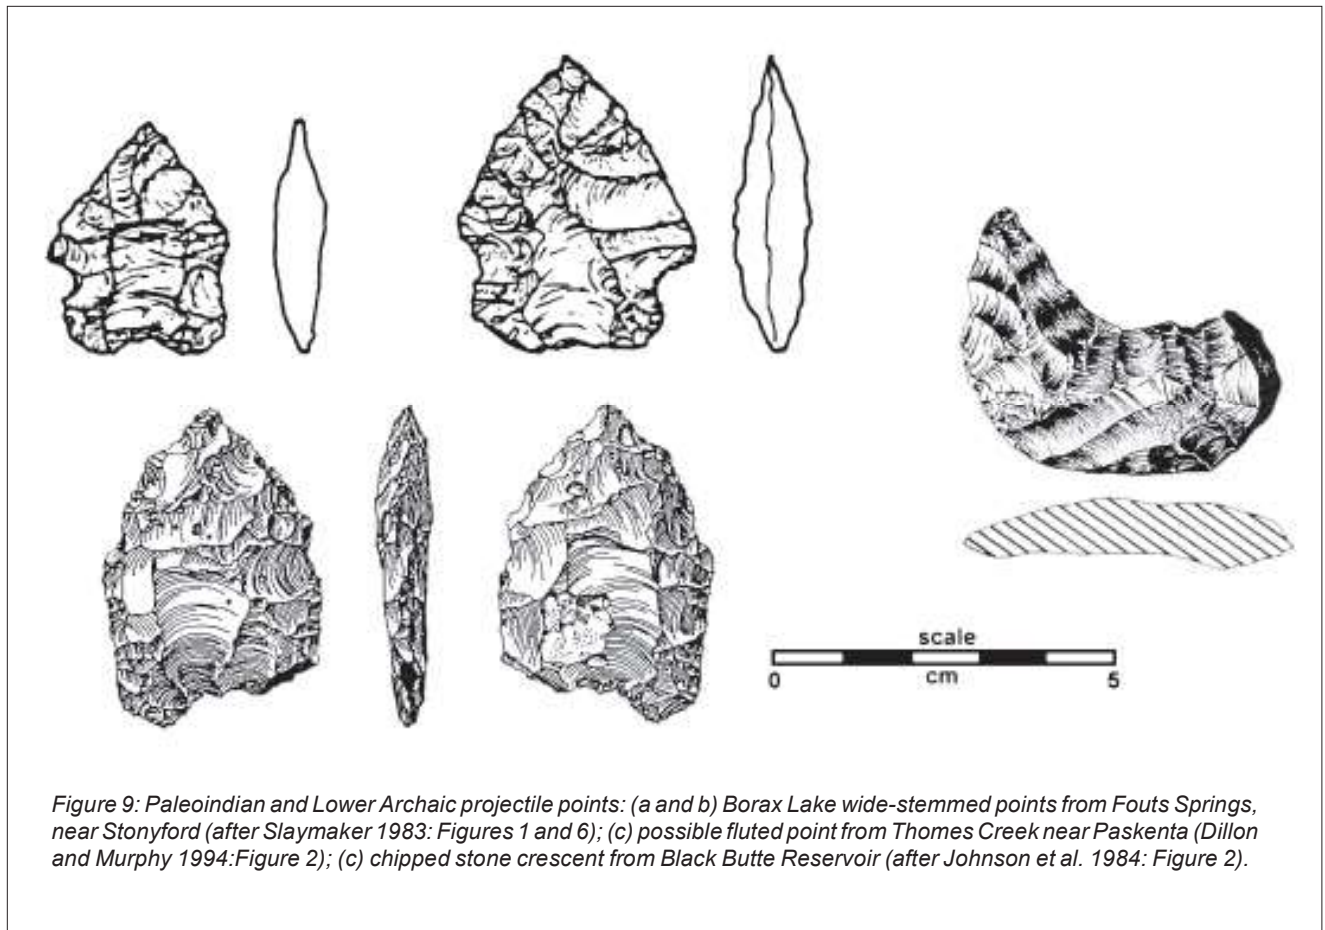 scale
cm
0
5
Figure 9: Paleoindian and Lower Archaic projectile points: (a and b) Borax Lake wide-stemmed points from Fouts Springs,
near Stonyford (after Slaymaker 1983: Figures 1 and 6); (c) possible fluted point from Thomes Creek near Paskenta (Dillon
and Murphy 1994:Figure 2); (c) chipped stone crescent from Black Butte Reservoir (after Johnson et al. 1984: Figure 2).